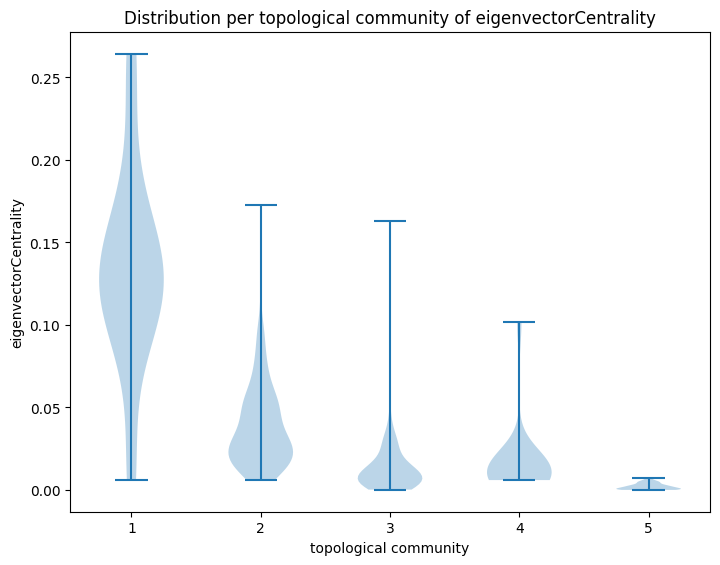 Distribution per topological community of eigenvectorCentrality
eigenvectorCentrality
0.25
0.20
0.15
0.10
0.05
0.00
1 2 3 4 5
topological community